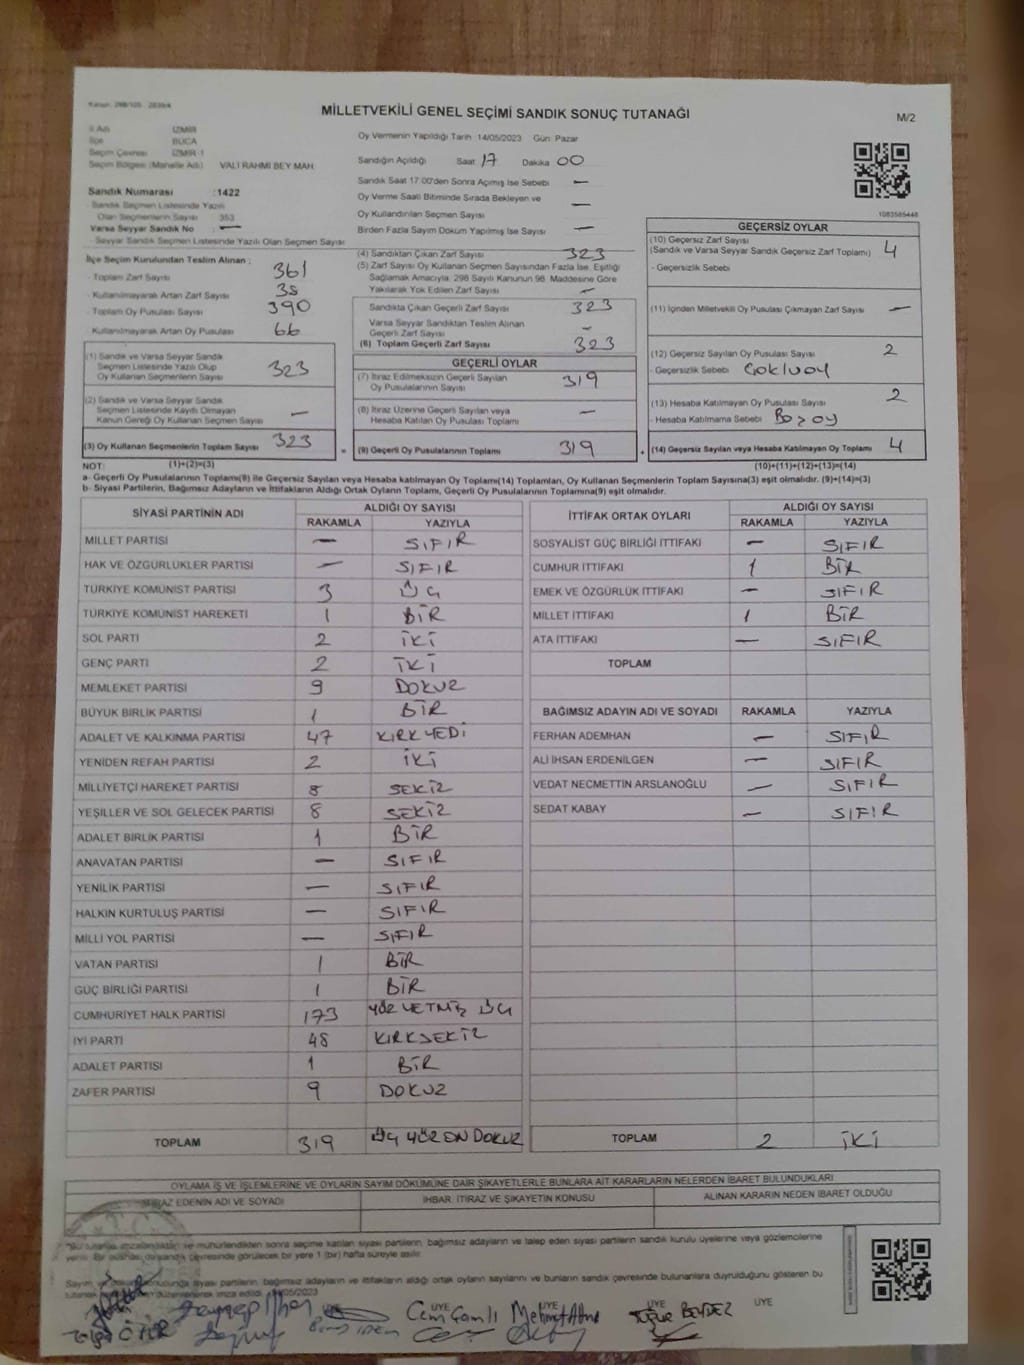 Kanun: 298/105
MİLLETVEKİLİ GENEL SEÇİMİ SANDIK SONUÇ TUTANAĞI
M/2
İl Adı İZMİR
İlçe BUCA
Seçim Çevresi İZMİR-1
Seçim Bölgesi (Mahalle Adı) VALİ RAHMİ BEY MAH.
Sandık Numarası :1422
Sandık Seçmen Listesinde Yazılı
Olan Seçmenlerin Sayısı 353
Varsa Seyyar Sandık No : —
- Seyyar Sandık Seçmen Listesinde Yazılı Olan Seçmen Sayısı
Oy Vermenin Yapıldığı Tarih 14/05/2023 Gün Pazar
Sandığın Açıldığı Saat 17 Dakika 00
Sandık Saat 17:00'den Sonra Açılmış İse Sebebi —
Oy Verme Saati Bitiminde Sırada Bekleyen ve
Oy Kullandırılan Seçmen Sayısı —
Birden Fazla Sayım Döküm Yapılmış İse Sayısı —
1083585448
İlçe Seçim Kurulundan Teslim Alınan ;
- Toplam Zarf Sayısı 361
- Kullanılmayarak Artan Zarf Sayısı 38
- Toplam Oy Pusulası Sayısı 390
- Kullanılmayarak Artan Oy Pusulası 66
(1) Sandık ve Varsa Seyyar Sandık
Seçmen Listesinde Yazılı Olup
Oy Kullanan Seçmenlerin Sayısı 323
(2) Sandık ve Varsa Seyyar Sandık
Seçmen Listesinde Kayıtlı Olmayan
Kanun Gereği Oy Kullanan Seçmen Sayısı —
(3) Oy Kullanan Seçmenlerin Toplam Sayısı 323
(4) Sandıktan Çıkan Zarf Sayısı 323
(5) Zarf Sayısı Oy Kullanan Seçmen Sayısından Fazla İse, Eşitliği
Sağlamak Amacıyla, 298 Sayılı Kanunun 98. Maddesine Göre
Yakılarak Yok Edilen Zarf Sayısı —
Sandıkta Çıkan Geçerli Zarf Sayısı 323
Varsa Seyyar Sandıktan Teslim Alınan
Geçerli Zarf Sayısı —
(6) Toplam Geçerli Zarf Sayısı 323
GEÇERLİ OYLAR
(7) İtiraz Edilmeksizin Geçerli Sayılan
Oy Pusulalarının Sayısı 319
(8) İtiraz Üzerine Geçerli Sayılan veya
Hesaba Katılan Oy Pusulası Toplamı —
= (9) Geçerli Oy Pusulalarının Toplamı 319
GEÇERSİZ OYLAR
(10) Geçersiz Zarf Sayısı
(Sandık ve Varsa Seyyar Sandık Geçersiz Zarf Toplamı) 4
- Geçersizlik Sebebi
(11) İçinden Milletvekili Oy Pusulası Çıkmayan Zarf Sayısı —
(12) Geçersiz Sayılan Oy Pusulası Sayısı 2
- Geçersizlik Sebebi ÇOKLUOY
(13) Hesaba Katılmayan Oy Pusulası Sayısı 2
- Hesaba Katılmama Sebebi BOŞOY
+ (14) Geçersiz Sayılan veya Hesaba Katılmayan Oy Toplamı 4
NOT: (1)+(2)=(3) (10)+(11)+(12)+(13)=(14)
a- Geçerli Oy Pusulalarının Toplamı(9) ile Geçersiz Sayılan veya Hesaba katılmayan Oy Toplamı(14) Toplamları, Oy Kullanan Seçmenlerin Toplam Sayısına(3) eşit olmalıdır. (9)+(14)=(3)
b- Siyasi Partilerin, Bağımsız Adayların ve İttifakların Aldığı Ortak Oyların Toplamı, Geçerli Oy Pusulalarının Toplamına(9) eşit olmalıdır.
SİYASİ PARTİNİN ADI ALDIĞI OY SAYISI
RAKAMLA YAZIYLA
MİLLET PARTİSİ — SIFIR
HAK VE ÖZGÜRLÜKLER PARTİSİ — SIFIR
TÜRKİYE KOMÜNİST PARTİSİ 3 ÜÇ
TÜRKİYE KOMÜNİST HAREKETİ 1 BİR
SOL PARTİ 2 İKİ
GENÇ PARTİ 2 İKİ
MEMLEKET PARTİSİ 9 DOKUZ
BÜYÜK BİRLİK PARTİSİ 1 BİR
ADALET VE KALKINMA PARTİSİ 47 KIRKYEDİ
YENİDEN REFAH PARTİSİ 2 İKİ
MİLLİYETÇİ HAREKET PARTİSİ 8 SEKİZ
YEŞİLLER VE SOL GELECEK PARTİSİ 8 SEKİZ
ADALET BİRLİK PARTİSİ 1 BİR
ANAVATAN PARTİSİ — SIFIR
YENİLİK PARTİSİ — SIFIR
HALKIN KURTULUŞ PARTİSİ — SIFIR
MİLLİ YOL PARTİSİ — SIFIR
VATAN PARTİSİ 1 BİR
GÜÇ BİRLİĞİ PARTİSİ 1 BİR
CUMHURİYET HALK PARTİSİ 173 YÜZ YETMİŞ ÜÇ
İYİ PARTİ 48 KIRKSEKİZ
ADALET PARTİSİ 1 BİR
ZAFER PARTİSİ 9 DOKUZ
TOPLAM 319 ÜÇ YÜZ ON DOKUZ
İTTİFAK ORTAK OYLARI ALDIĞI OY SAYISI
RAKAMLA YAZIYLA
SOSYALİST GÜÇ BİRLİĞİ İTTİFAKI — SIFIR
CUMHUR İTTİFAKI 1 BİR
EMEK VE ÖZGÜRLÜK İTTİFAKI — SIFIR
MİLLET İTTİFAKI 1 BİR
ATA İTTİFAKI — SIFIR
TOPLAM
BAĞIMSIZ ADAYIN ADI VE SOYADI RAKAMLA YAZIYLA
FERHAN ADEMHAN — SIFIR
ALİ İHSAN ERDENİLGEN — SIFIR
VEDAT NECMETTİN ARSLANOĞLU — SIFIR
SEDAT KABAY — SIFIR
TOPLAM 2 İKİ
OYLAMA İŞ VE İŞLEMLERİNE VE OYLARIN SAYIM DÖKÜMÜNE DAİR ŞİKAYETLERLE BUNLARA AİT KARARLARIN NELERDEN İBARET BULUNDUKLARI
İTİRAZ EDENİN ADI VE SOYADI İHBAR, İTİRAZ VE ŞİKAYETİN KONUSU ALINAN KARARIN NEDEN İBARET OLDUĞU
ve mühürlendikten sonra seçime katılan siyasi partilerin, bağımsız adayların ve talep eden siyasi partilerin sandık kurulu üyelerine veya gözlemcilerine
sandık çevresinde görülecek bir yere 1 (bir) hafta süreyle asılır.
siyasi partilerin, bağımsız adayların ve ittifakların aldığı ortak oyların sayılarını ve bunların sandık çevresinde bulunanlara duyrulduğunu gösteren bu
imza edildi. 14/05/2023
ÜYE ÜYE ÜYE ÜYE
Cem Çamlı